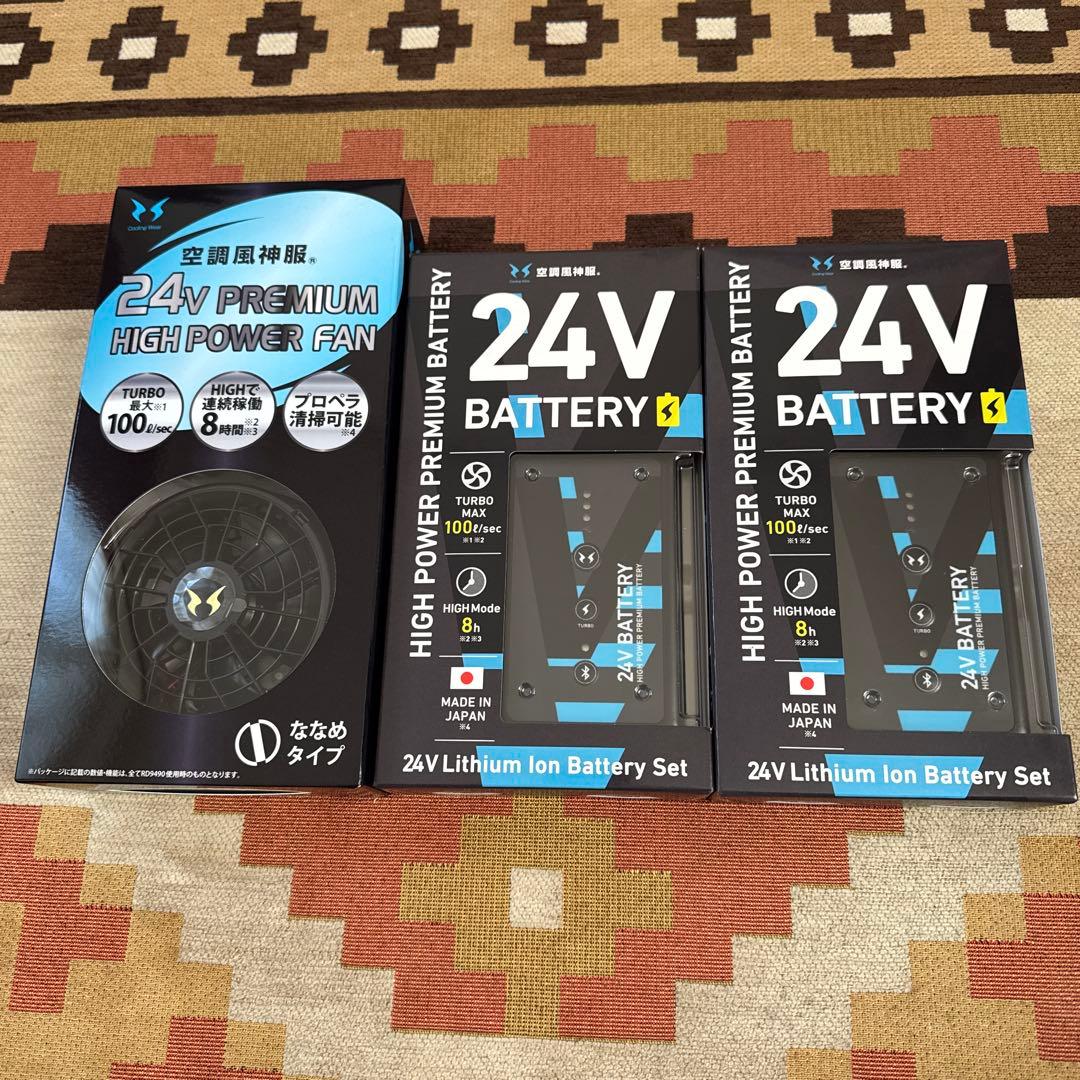 Cooling Wear
空調風神服®
24V PREMIUM
HIGH POWER FAN
TURBO
最大※1
100ℓ/sec
HIGHで
連続稼働
8時間※2※3
プロペラ
清掃可能
※4
ななめ
タイプ
※パッケージに記載の数値・機能は、全てRD9490使用時のものとなります。
空調風神服®
Cooling Wear
24V
BATTERY
HIGH POWER PREMIUM BATTERY
TURBO
MAX
100ℓ/sec
※1 ※2
HIGH Mode
8h
※2※3
MADE IN
JAPAN
※4
TURBO
24V BATTERY
HIGH POWER PREMIUM BATTERY
24V Lithium Ion Battery Set
空調風神服®
Cooling Wear
24V
BATTERY
HIGH POWER PREMIUM BATTERY
TURBO
MAX
100ℓ/sec
※1 ※2
HIGH Mode
8h
※2※3
MADE IN
JAPAN
※4
TURBO
24V BATTERY
HIGH POWER PREMIUM BATTERY
24V Lithium Ion Battery Set